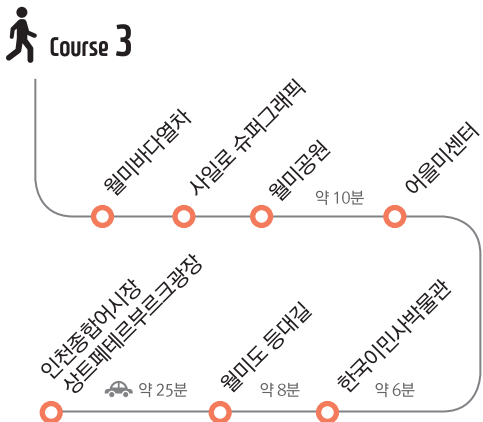 Course 3
월미바다열차
사일로 슈퍼그래픽
월미공원
약 10분
어을미센터
한국이민사박물관
약 6분
월미도 등대길
약 8분
인천종합어시장
상트페테르부르크광장
약 25분